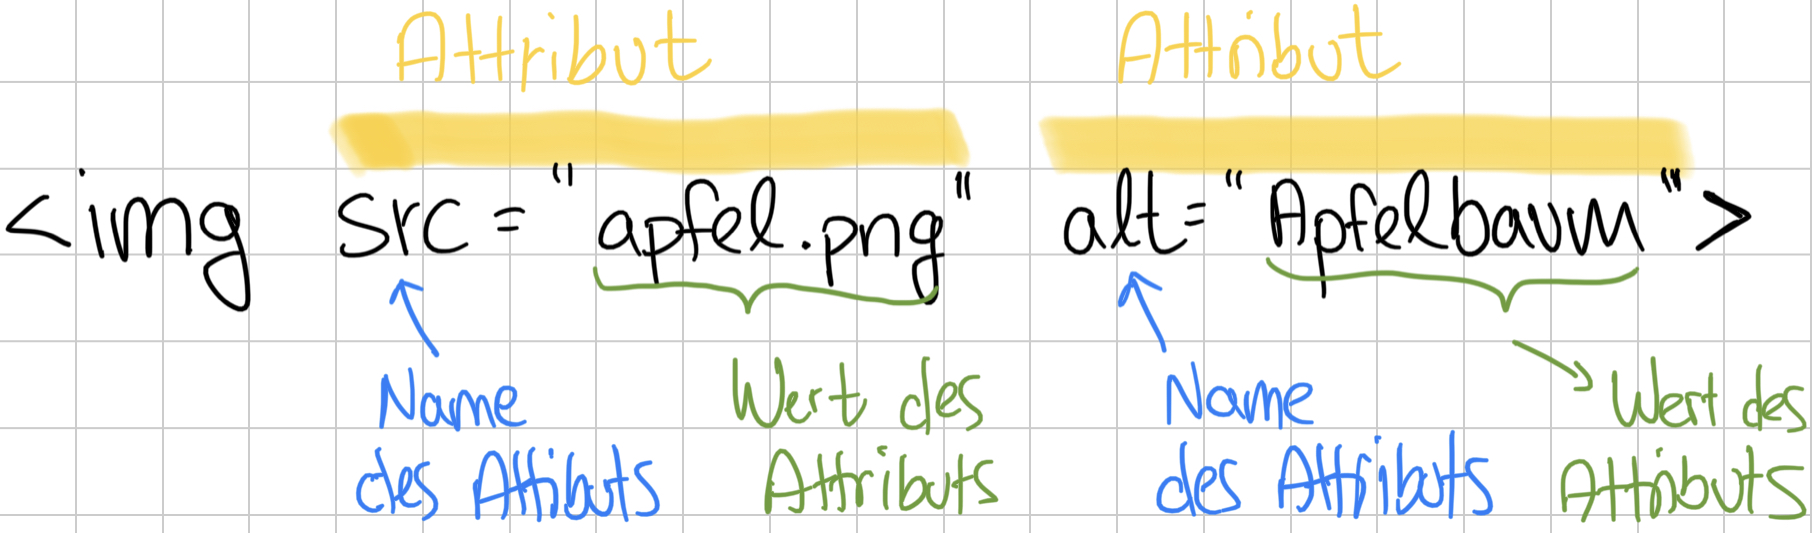 Attribut Attribut
<img src="apfel.png" alt="Apfelbaum">
Name Wert des Name Wert des
des Attibuts Attributs des Attributs Attributs